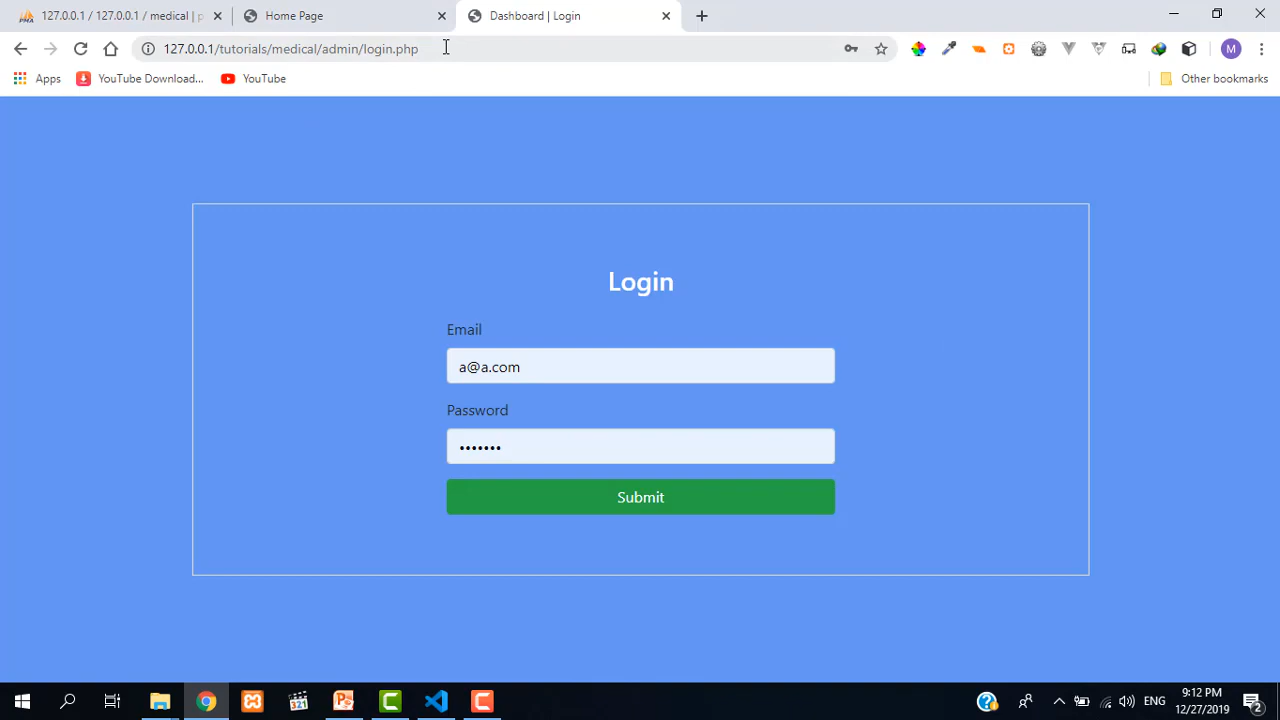 127.0.0.1 / 127.0.0.1 / medical | p
Home Page
Dashboard | Login
127.0.0.1/tutorials/medical/admin/login.php
M
Apps
YouTube Download...
YouTube
Other bookmarks
Login
Email
a@a.com
Password
•••••••
Submit
ENG
9:12 PM
12/27/2019
2